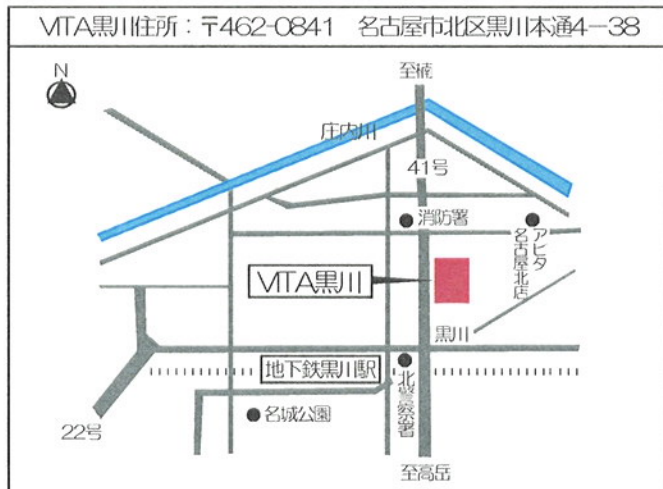 VITA黒川住所：〒462-0841 名古屋市北区黒川本通4－38
N
至楠
庄内川
41号
消防署
アピタ
名古屋北店
VITA黒川
黒川
地下鉄黒川駅
北警察署
名城公園
22号
至高岳